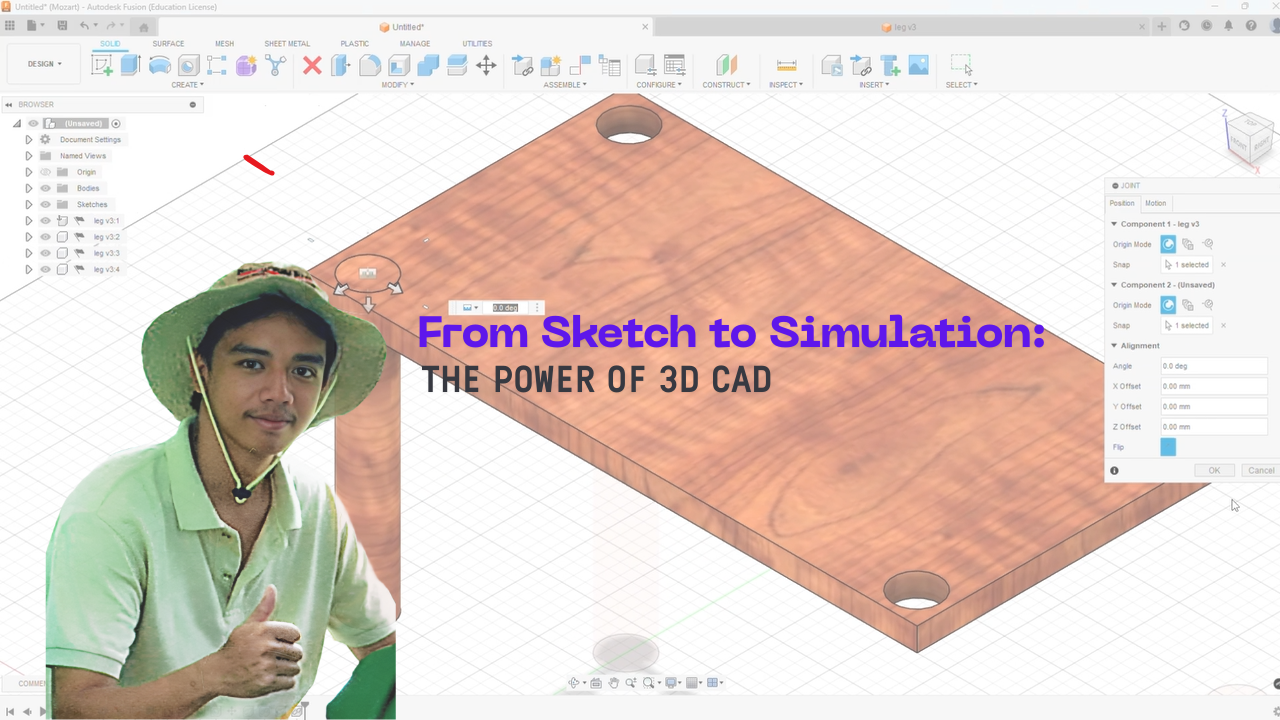 Untitled* (Mozart) - Autodesk Fusion (Education License)
Untitled*
leg v3
SOLID SURFACE MESH SHEET METAL PLASTIC MANAGE UTILITIES
DESIGN
CREATE MODIFY ASSEMBLE CONFIGURE CONSTRUCT INSPECT INSERT SELECT
BROWSER
(Unsaved)
Document Settings
Named Views
Origin
Bodies
Sketches
leg v3:1
leg v3:2
leg v3:3
leg v3:4
Z
TOP
FRONT
RIGHT
X
JOINT
Position Motion
Component 1 - leg v3
Origin Mode
Snap 1 selected
Component 2 - (Unsaved)
Origin Mode
Snap 1 selected
Alignment
Angle 0.0 deg
X Offset 0.00 mm
Y Offset 0.00 mm
Z Offset 0.00 mm
Flip
OK Cancel
0.0 deg
From Sketch to Simulation:
THE POWER OF 3D CAD